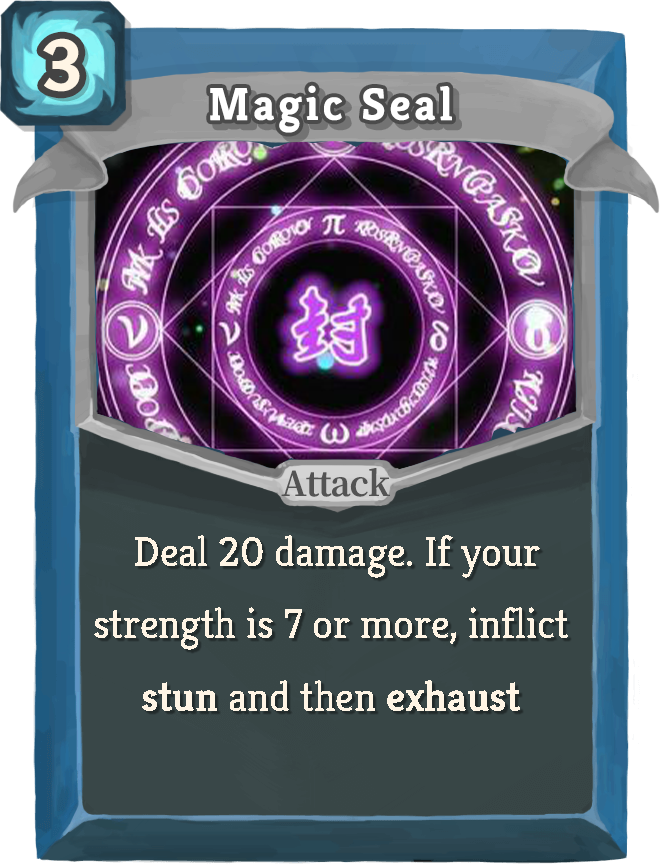 3
Magic Seal
封
Attack
Deal 20 damage. If your
strength is 7 or more, inflict
stun and then exhaust